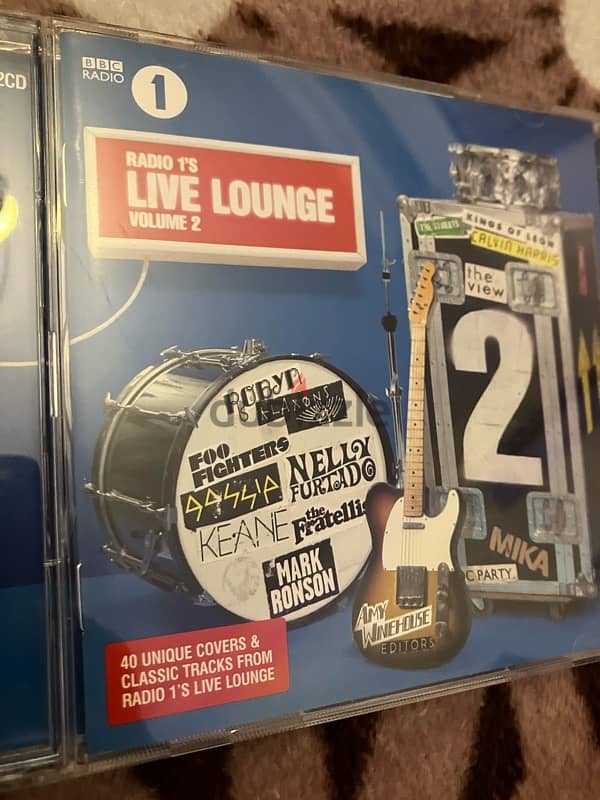 2CD
BBC
RADIO
1
RADIO 1'S
LIVE LOUNGE
VOLUME 2
THE STREETS
KINGS OF LEON
CALVIN HARRIS
the
view
2
ROBYN
KLAXONS
FOO
FIGHTERS
GOSSIP
NELLY
FURTADO
KEANE
the
Fratellis
MARK
RONSON
AMY
WINEHOUSE
EDITORS
MIKA
C PARTY.
40 UNIQUE COVERS &
CLASSIC TRACKS FROM
RADIO 1'S LIVE LOUNGE